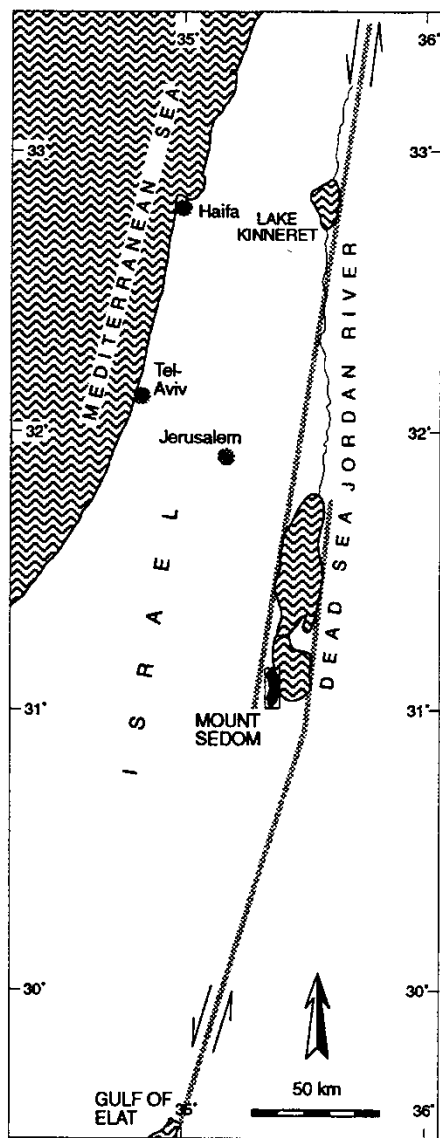 35
36
33
33
MEDITERRANEAN SEA
Haifa
LAKE
KINNERET
Tel-
Aviv
32
32
Jerusalem
JORDAN RIVER
DEAD SEA
ISRAEL
31
31
MOUNT
SEDOM
30
30
50 km
GULF OF
ELAT
35°
36°